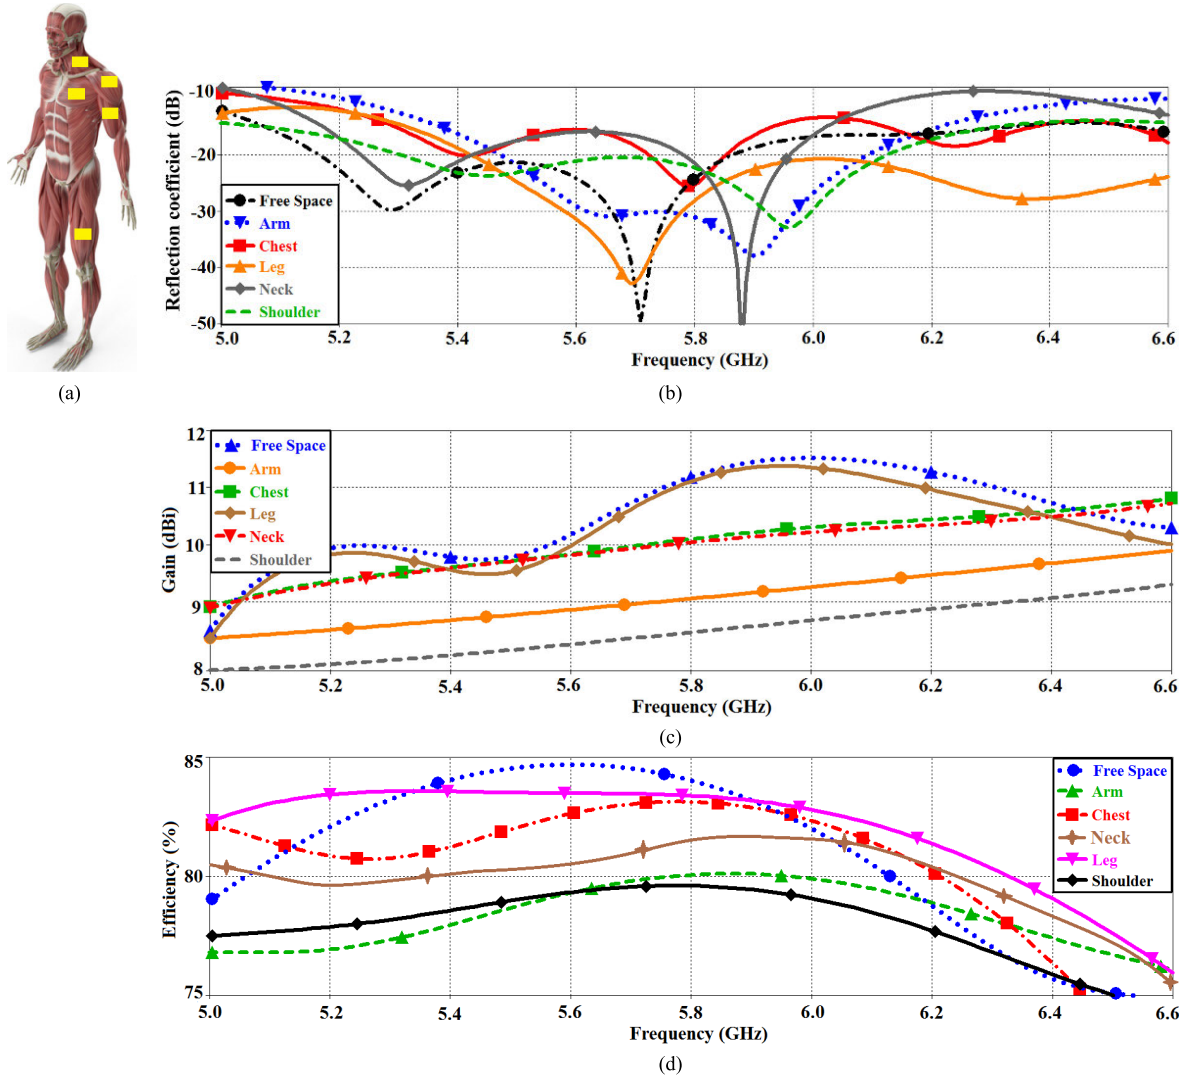 (a)
-10
-20
-30
-40
-50
Reflection coefficient (dB)
Free Space
Arm
Chest
Leg
Neck
Shoulder
5.0 5.2 5.4 5.6 5.8 6.0 6.2 6.4 6.6
Frequency (GHz)
(b)
12
11
10
9
8
Gain (dBi)
Free Space
Arm
Chest
Leg
Neck
Shoulder
5.0 5.2 5.4 5.6 5.8 6.0 6.2 6.4 6.6
Frequency (GHz)
(c)
85
80
75
Efficiency (%)
Free Space
Arm
Chest
Neck
Leg
Shoulder
5.0 5.2 5.4 5.6 5.8 6.0 6.2 6.4 6.6
Frequency (GHz)
(d)